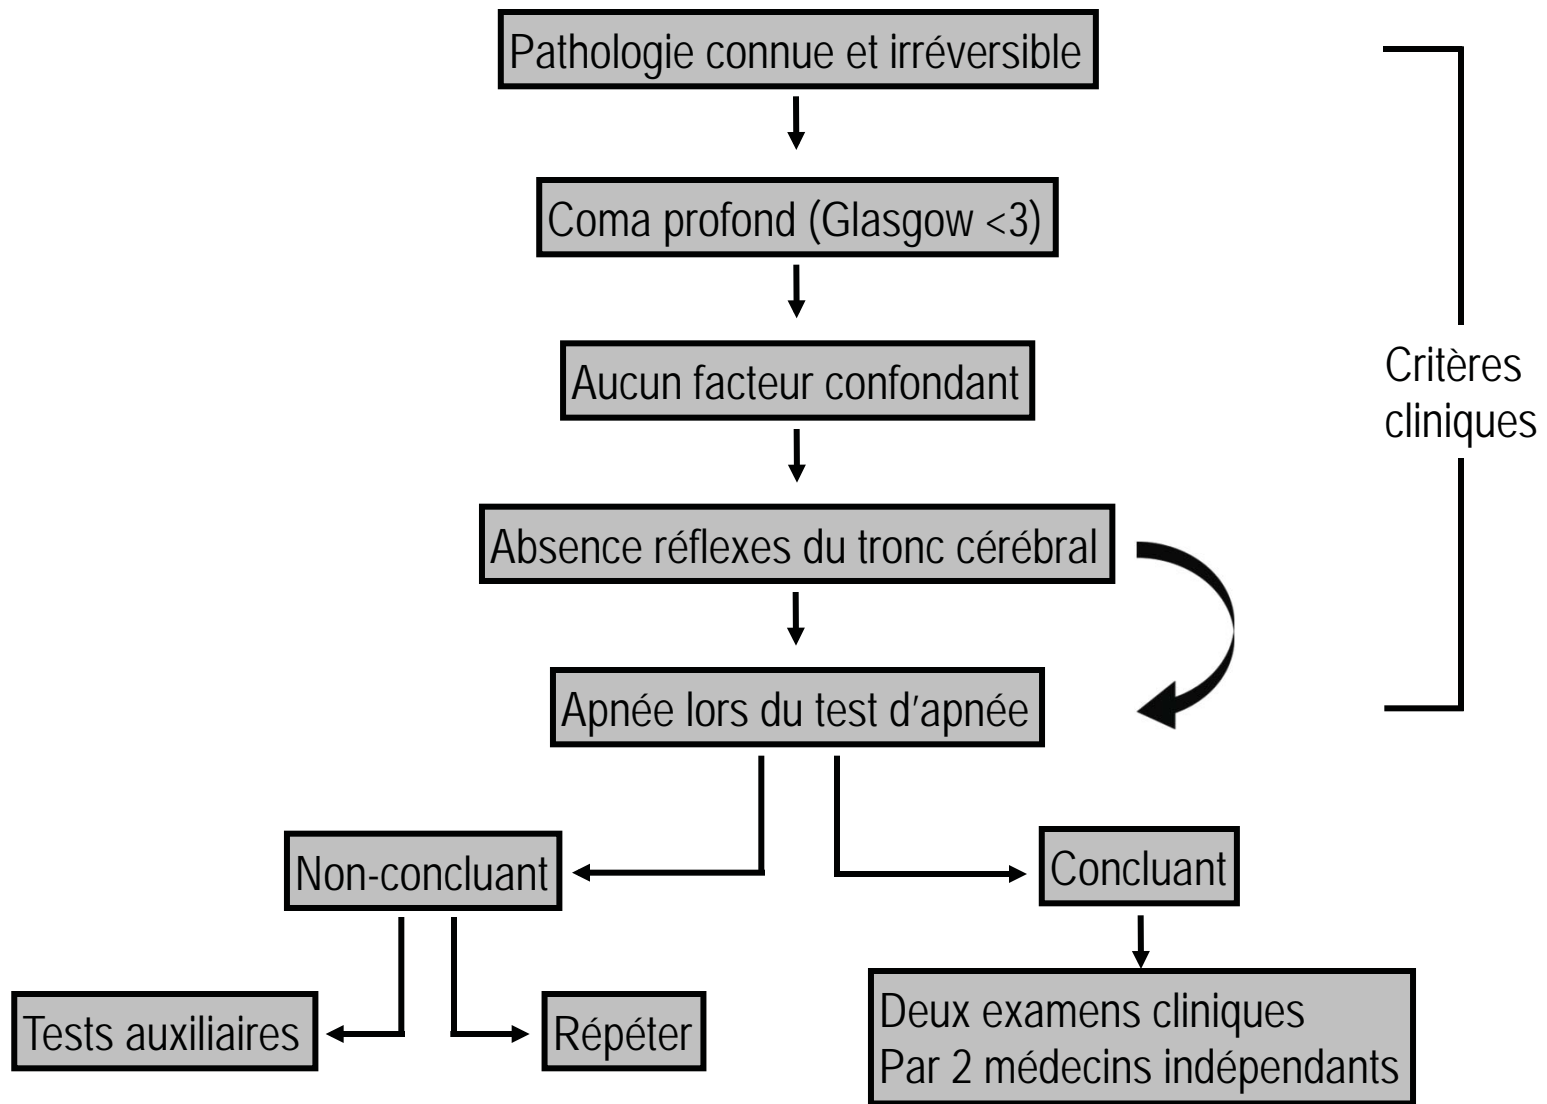 Pathologie connue et irréversible
Coma profond (Glasgow <3)
Aucun facteur confondant
Critères
cliniques
Absence réflexes du tronc cérébral
Apnée lors du test d'apnée
Non-concluant
Concluant
Tests auxiliaires
Répéter
Deux examens cliniques
Par 2 médecins indépendants